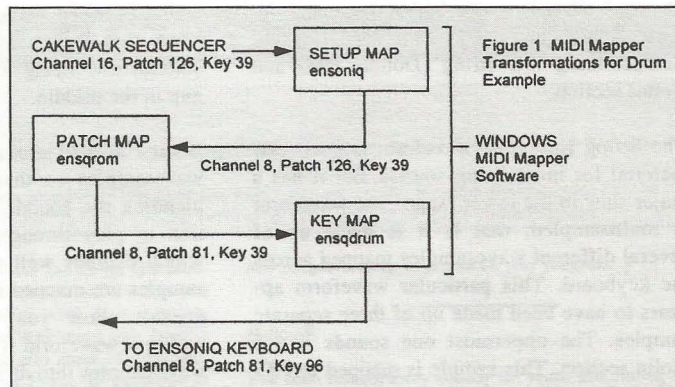 CAKEWALK SEQUENCER
Channel 16, Patch 126, Key 39
SETUP MAP
ensoniq
Figure 1 MIDI Mapper
Transformations for Drum
Example
PATCH MAP
ensqrom
Channel 8, Patch 126, Key 39
WINDOWS
MIDI Mapper
Software
Channel 8, Patch 81, Key 39
KEY MAP
ensqdrum
TO ENSONIQ KEYBOARD
Channel 8, Patch 81, Key 96